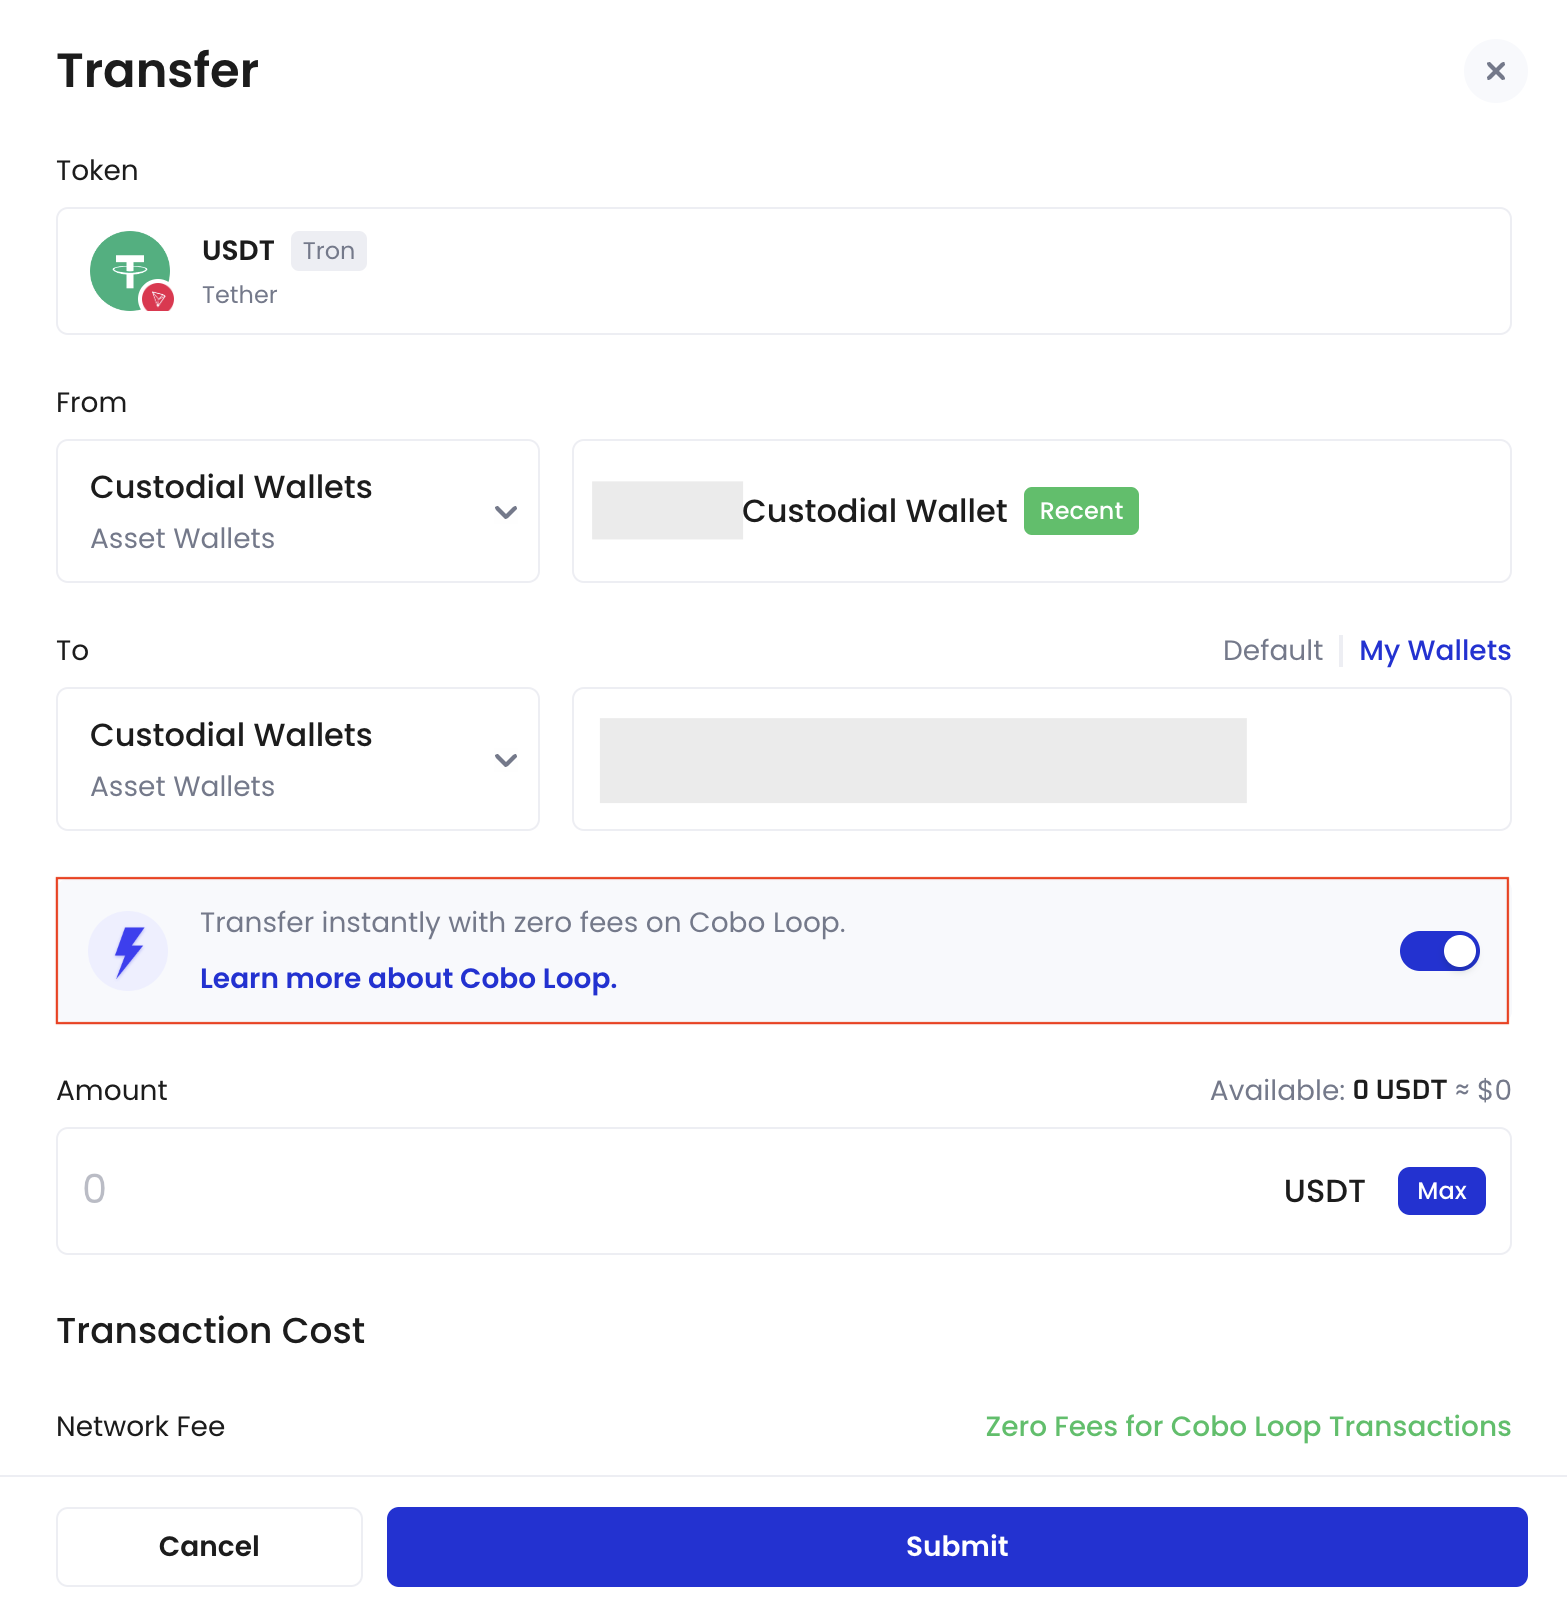 Transfer
Token
USDT Tron
Tether
From
Custodial Wallets
Asset Wallets
Custodial Wallet Recent
To
Default My Wallets
Custodial Wallets
Asset Wallets
Transfer instantly with zero fees on Cobo Loop.
Learn more about Cobo Loop.
Amount
Available: 0 USDT ≈ $0
0
USDT Max
Transaction Cost
Network Fee
Zero Fees for Cobo Loop Transactions
Cancel
Submit